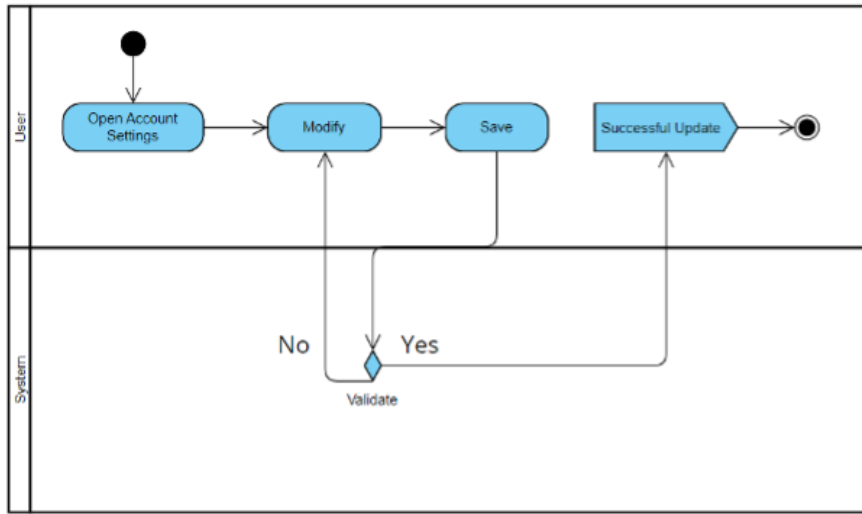 User
Open Account
Settings
Modify
Save
Successful Update
System
No
Yes
Validate